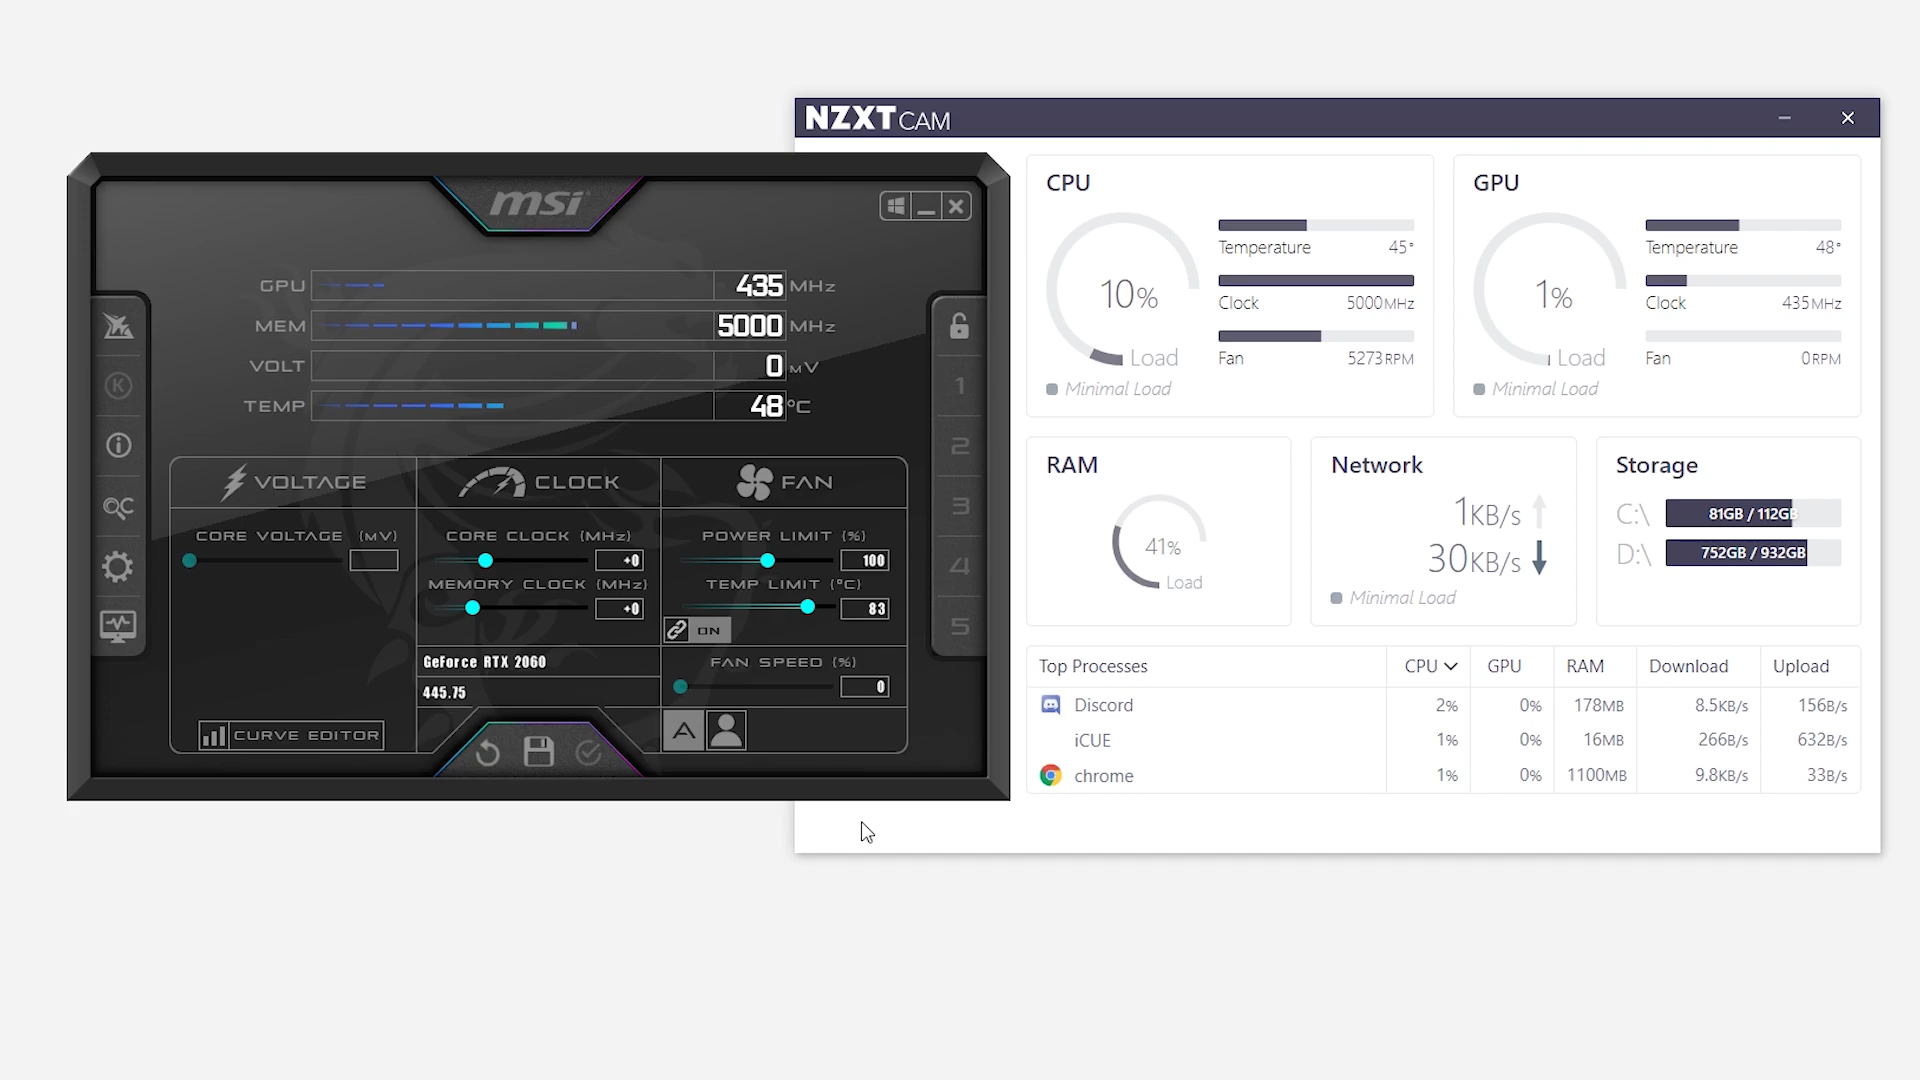 msi
GPU 435 MHz
MEM 5000 MHz
VOLT 0 MV
TEMP 48 °C
K
1
2
3
4
5
VOLTAGE
CLOCK
FAN
CORE VOLTAGE (MV)
CORE CLOCK (MHz)
+0
MEMORY CLOCK (MHz)
+0
POWER LIMIT (%)
100
TEMP LIMIT (°C)
83
ON
GeForce RTX 2060
445.75
FAN SPEED (%)
0
A
CURVE EDITOR
NZXT CAM
CPU
10%
Load
Minimal Load
Temperature 45°
Clock 5000MHz
Fan 5273RPM
GPU
1%
Load
Minimal Load
Temperature 48°
Clock 435MHz
Fan 0RPM
RAM
41%
Load
Network
1KB/s
30KB/s
Minimal Load
Storage
C:\ 81GB / 112GB
D:\ 752GB / 932GB
Top Processes CPU GPU RAM Download Upload
Discord 2% 0% 178MB 8.5KB/s 156B/s
iCUE 1% 0% 16MB 266B/s 632B/s
chrome 1% 0% 1100MB 9.8KB/s 33B/s